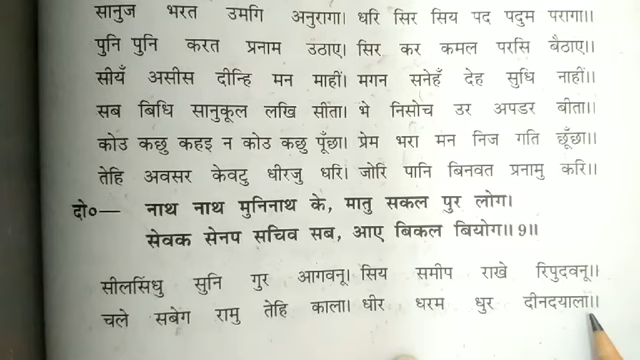 सानुज भरत उमगि अनुरागा। धरि सिर सिय पद पदुम परागा।।
पुनि पुनि करत प्रनाम उठाए। सिर कर कमल परसि बैठाए।।
सीयँ असीस दीन्हि मन माहीं। मगन सनेहँ देह सुधि नाहीं।।
सब बिधि सानुकूल लखि सीता। भे निसोच उर अपडर बीता।।
कोउ कछु कहइ न कोउ कछु पूँछा। प्रेम भरा मन निज गति छूँछा।।
तेहि अवसर केवटु धीरजु धरि। जोरि पानि बिनवत प्रनामु करि।।
दो०— नाथ नाथ मुनिनाथ के, मातु सकल पुर लोग।
सेवक सेनप सचिव सब, आए बिकल बियोग।।9।।
सीलसिंधु सुनि गुर आगवनू। सिय समीप राखे रिपुदवनू।।
चले सबेग रामु तेहि काला। धीर धरम धुर दीनदयाला।।